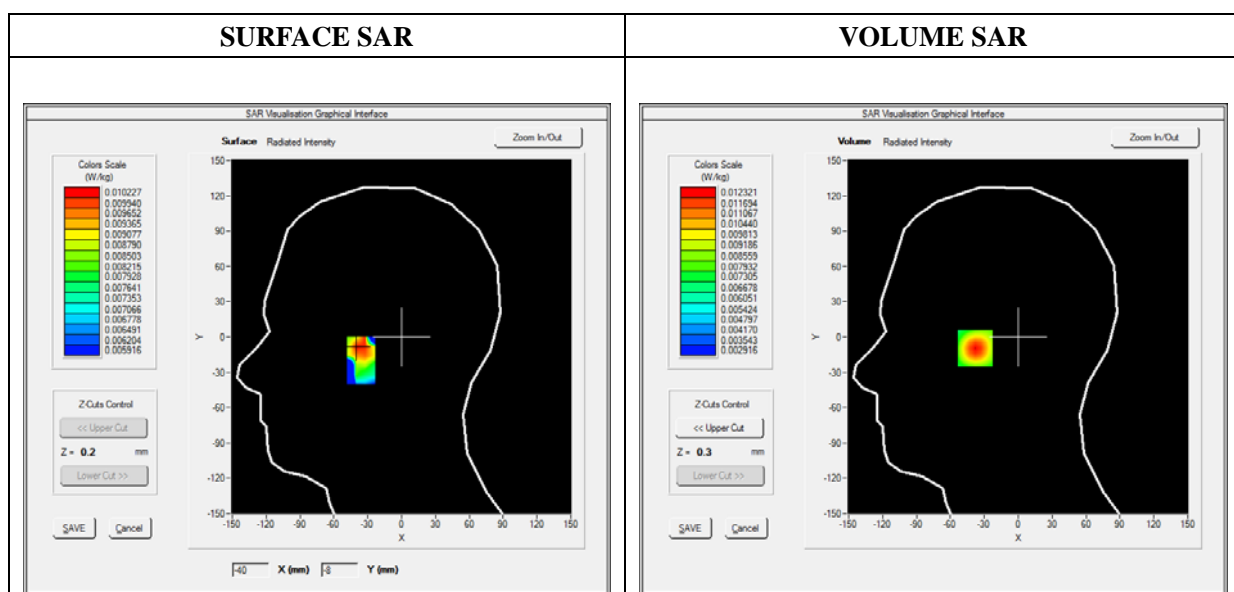 SURFACE SAR
VOLUME SAR
SAR Visualisation Graphical Interface
Surface Radiated Intensity
Zoom In/Out
Colors Scale
(W/kg)
0.010227
0.009940
0.009652
0.009365
0.009077
0.008790
0.008503
0.008215
0.007928
0.007641
0.007353
0.007066
0.006778
0.006491
0.006204
0.005916
150
120
90
60
30
0
-30
-60
-90
-120
-150
Y
-150 -120 -90 -60 -30 0 30 60 90 120 150
X
Z-Cuts Control
<< Upper Cut
Z = 0.2 mm
Lower Cut >>
SAVE Cancel
-40 X (mm) -8 Y (mm)
SAR Visualisation Graphical Interface
Volume Radiated Intensity
Zoom In/Out
Colors Scale
(W/kg)
0.012321
0.011694
0.011067
0.010440
0.009813
0.009186
0.008559
0.007932
0.007305
0.006678
0.006051
0.005424
0.004797
0.004170
0.003543
0.002916
150
120
90
60
30
0
-30
-60
-90
-120
-150
Y
-150 -120 -90 -60 -30 0 30 60 90 120 150
X
Z-Cuts Control
<< Upper Cut
Z = 0.3 mm
Lower Cut >>
SAVE Cancel